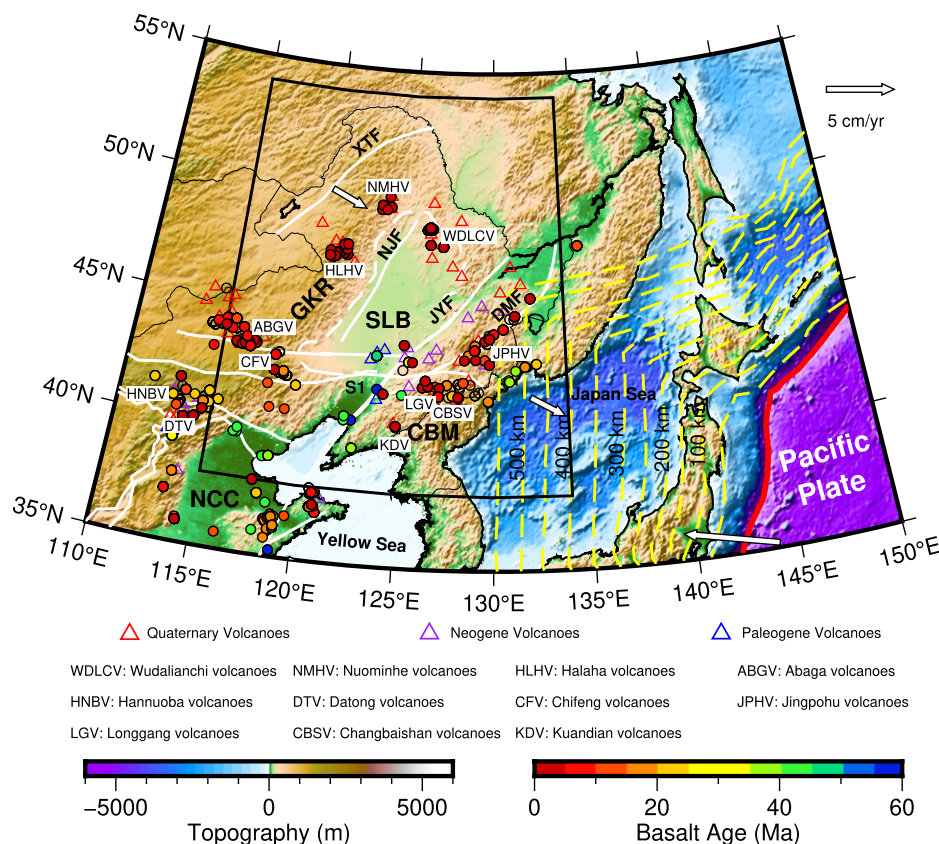 55°N
50°N
45°N
40°N
35°N
5 cm/yr
XTF
NMHV
WDLCV
NJF
HLHV
GKR
JYF
DMF
SLB
ABGV
CFV
JPHV
HNBV
S1
LGV
CBSV
DTV
KDV
CBM
Japan Sea
500 km
400 km
300 km
200 km
100 km
Pacific
Plate
NCC
Yellow Sea
110°E
115°E
120°E
125°E
130°E
135°E
140°E
145°E
150°E
Quaternary Volcanoes Neogene Volcanoes Paleogene Volcanoes
WDLCV: Wudalianchi volcanoes NMHV: Nuominhe volcanoes HLHV: Halaha volcanoes ABGV: Abaga volcanoes
HNBV: Hannuoba volcanoes DTV: Datong volcanoes CFV: Chifeng volcanoes JPHV: Jingpohu volcanoes
LGV: Longgang volcanoes CBSV: Changbaishan volcanoes KDV: Kuandian volcanoes
−5000 0 5000
Topography (m)
0 20 40 60
Basalt Age (Ma)